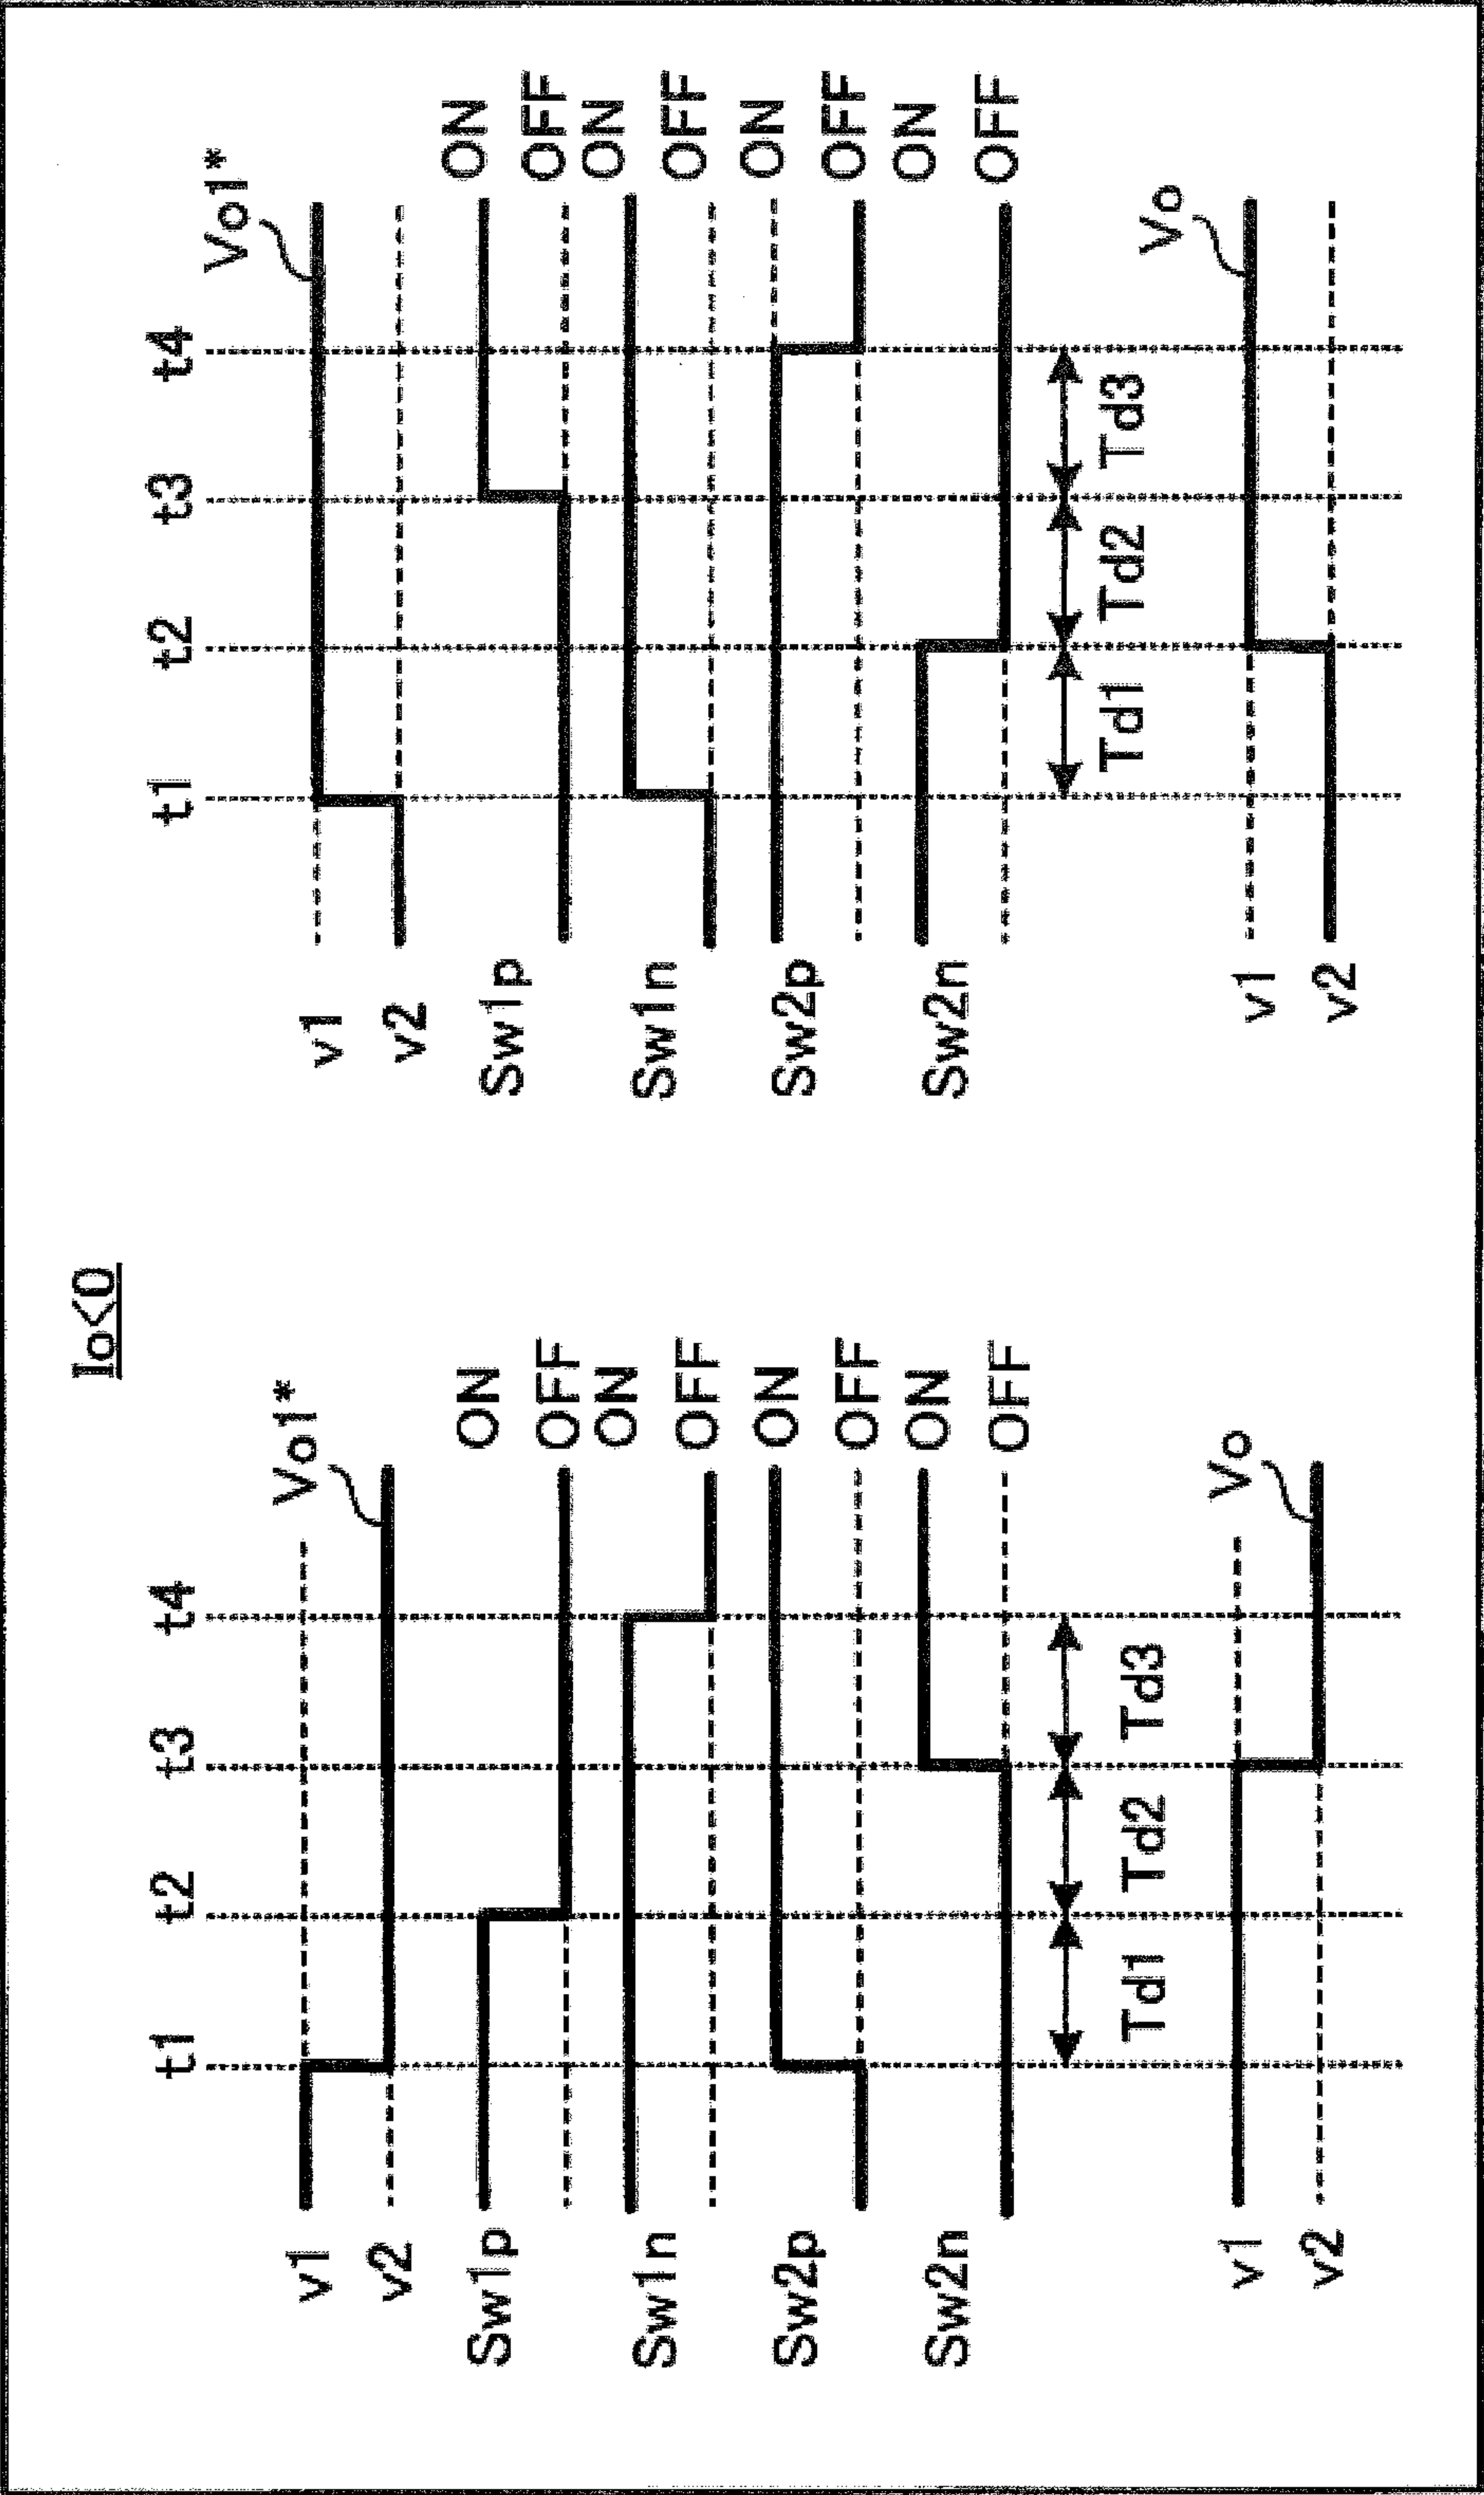 Io<0
t1 t2 t3 t4
Vo1*
v1
v2
Sw1p
ON
OFF
Sw1n
ON
OFF
Sw2p
ON
OFF
Sw2n
ON
OFF
Td1 Td2 Td3
Vo
v1
v2
t1 t2 t3 t4
Vo1*
v1
v2
Sw1p
ON
OFF
Sw1n
ON
OFF
Sw2p
ON
OFF
Sw2n
ON
OFF
Td1 Td2 Td3
Vo
v1
v2